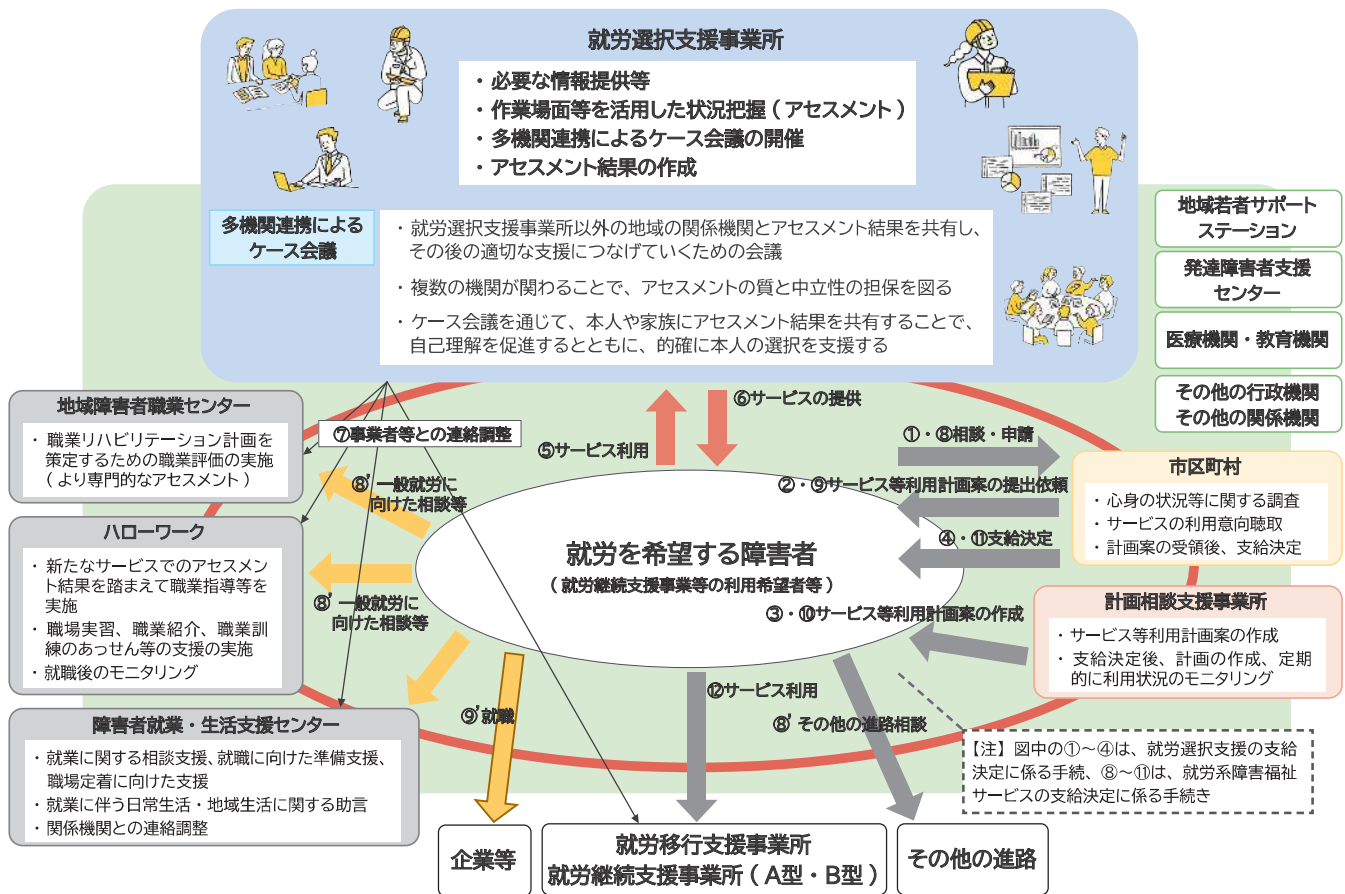 就労選択支援事業所
・必要な情報提供等
・作業場面等を活用した状況把握（アセスメント）
・多機関連携によるケース会議の開催
・アセスメント結果の作成
多機関連携による
ケース会議
・就労選択支援事業所以外の地域の関係機関とアセスメント結果を共有し、
その後の適切な支援につなげていくための会議
・複数の機関が関わることで、アセスメントの質と中立性の担保を図る
・ケース会議を通じて、本人や家族にアセスメント結果を共有することで、
自己理解を促進するとともに、的確に本人の選択を支援する
地域若者サポート
ステーション
発達障害者支援
センター
医療機関・教育機関
その他の行政機関
その他の関係機関
地域障害者職業センター
・職業リハビリテーション計画を
策定するための職業評価の実施
（より専門的なアセスメント）
⑦事業者等との連絡調整
⑤サービス利用
⑥サービスの提供
①・⑧相談・申請
②・⑨サービス等利用計画案の提出依頼
④・⑪支給決定
③・⑩サービス等利用計画案の作成
市区町村
・心身の状況等に関する調査
・サービスの利用意向聴取
・計画案の受領後、支給決定
⑧’一般就労に
向けた相談等
ハローワーク
・新たなサービスでのアセスメント
結果を踏まえて職業指導等を
実施
・職場実習、職業紹介、職業訓
練のあっせん等の支援の実施
・就職後のモニタリング
⑧’一般就労に
向けた相談等
就労を希望する障害者
（就労継続支援事業等の利用希望者等）
計画相談支援事業所
・サービス等利用計画案の作成
・支給決定後、計画の作成、定期
的に利用状況のモニタリング
障害者就業・生活支援センター
・就業に関する相談支援、就職に向けた準備支援、
職場定着に向けた支援
・就業に伴う日常生活・地域生活に関する助言
・関係機関との連絡調整
⑨’就職
⑫サービス利用
⑧’その他の進路相談
【注】図中の①～④は、就労選択支援の支給
決定に係る手続、⑧～⑪は、就労系障害福祉
サービスの支給決定に係る手続き
企業等
就労移行支援事業所
就労継続支援事業所（A型・B型）
その他の進路